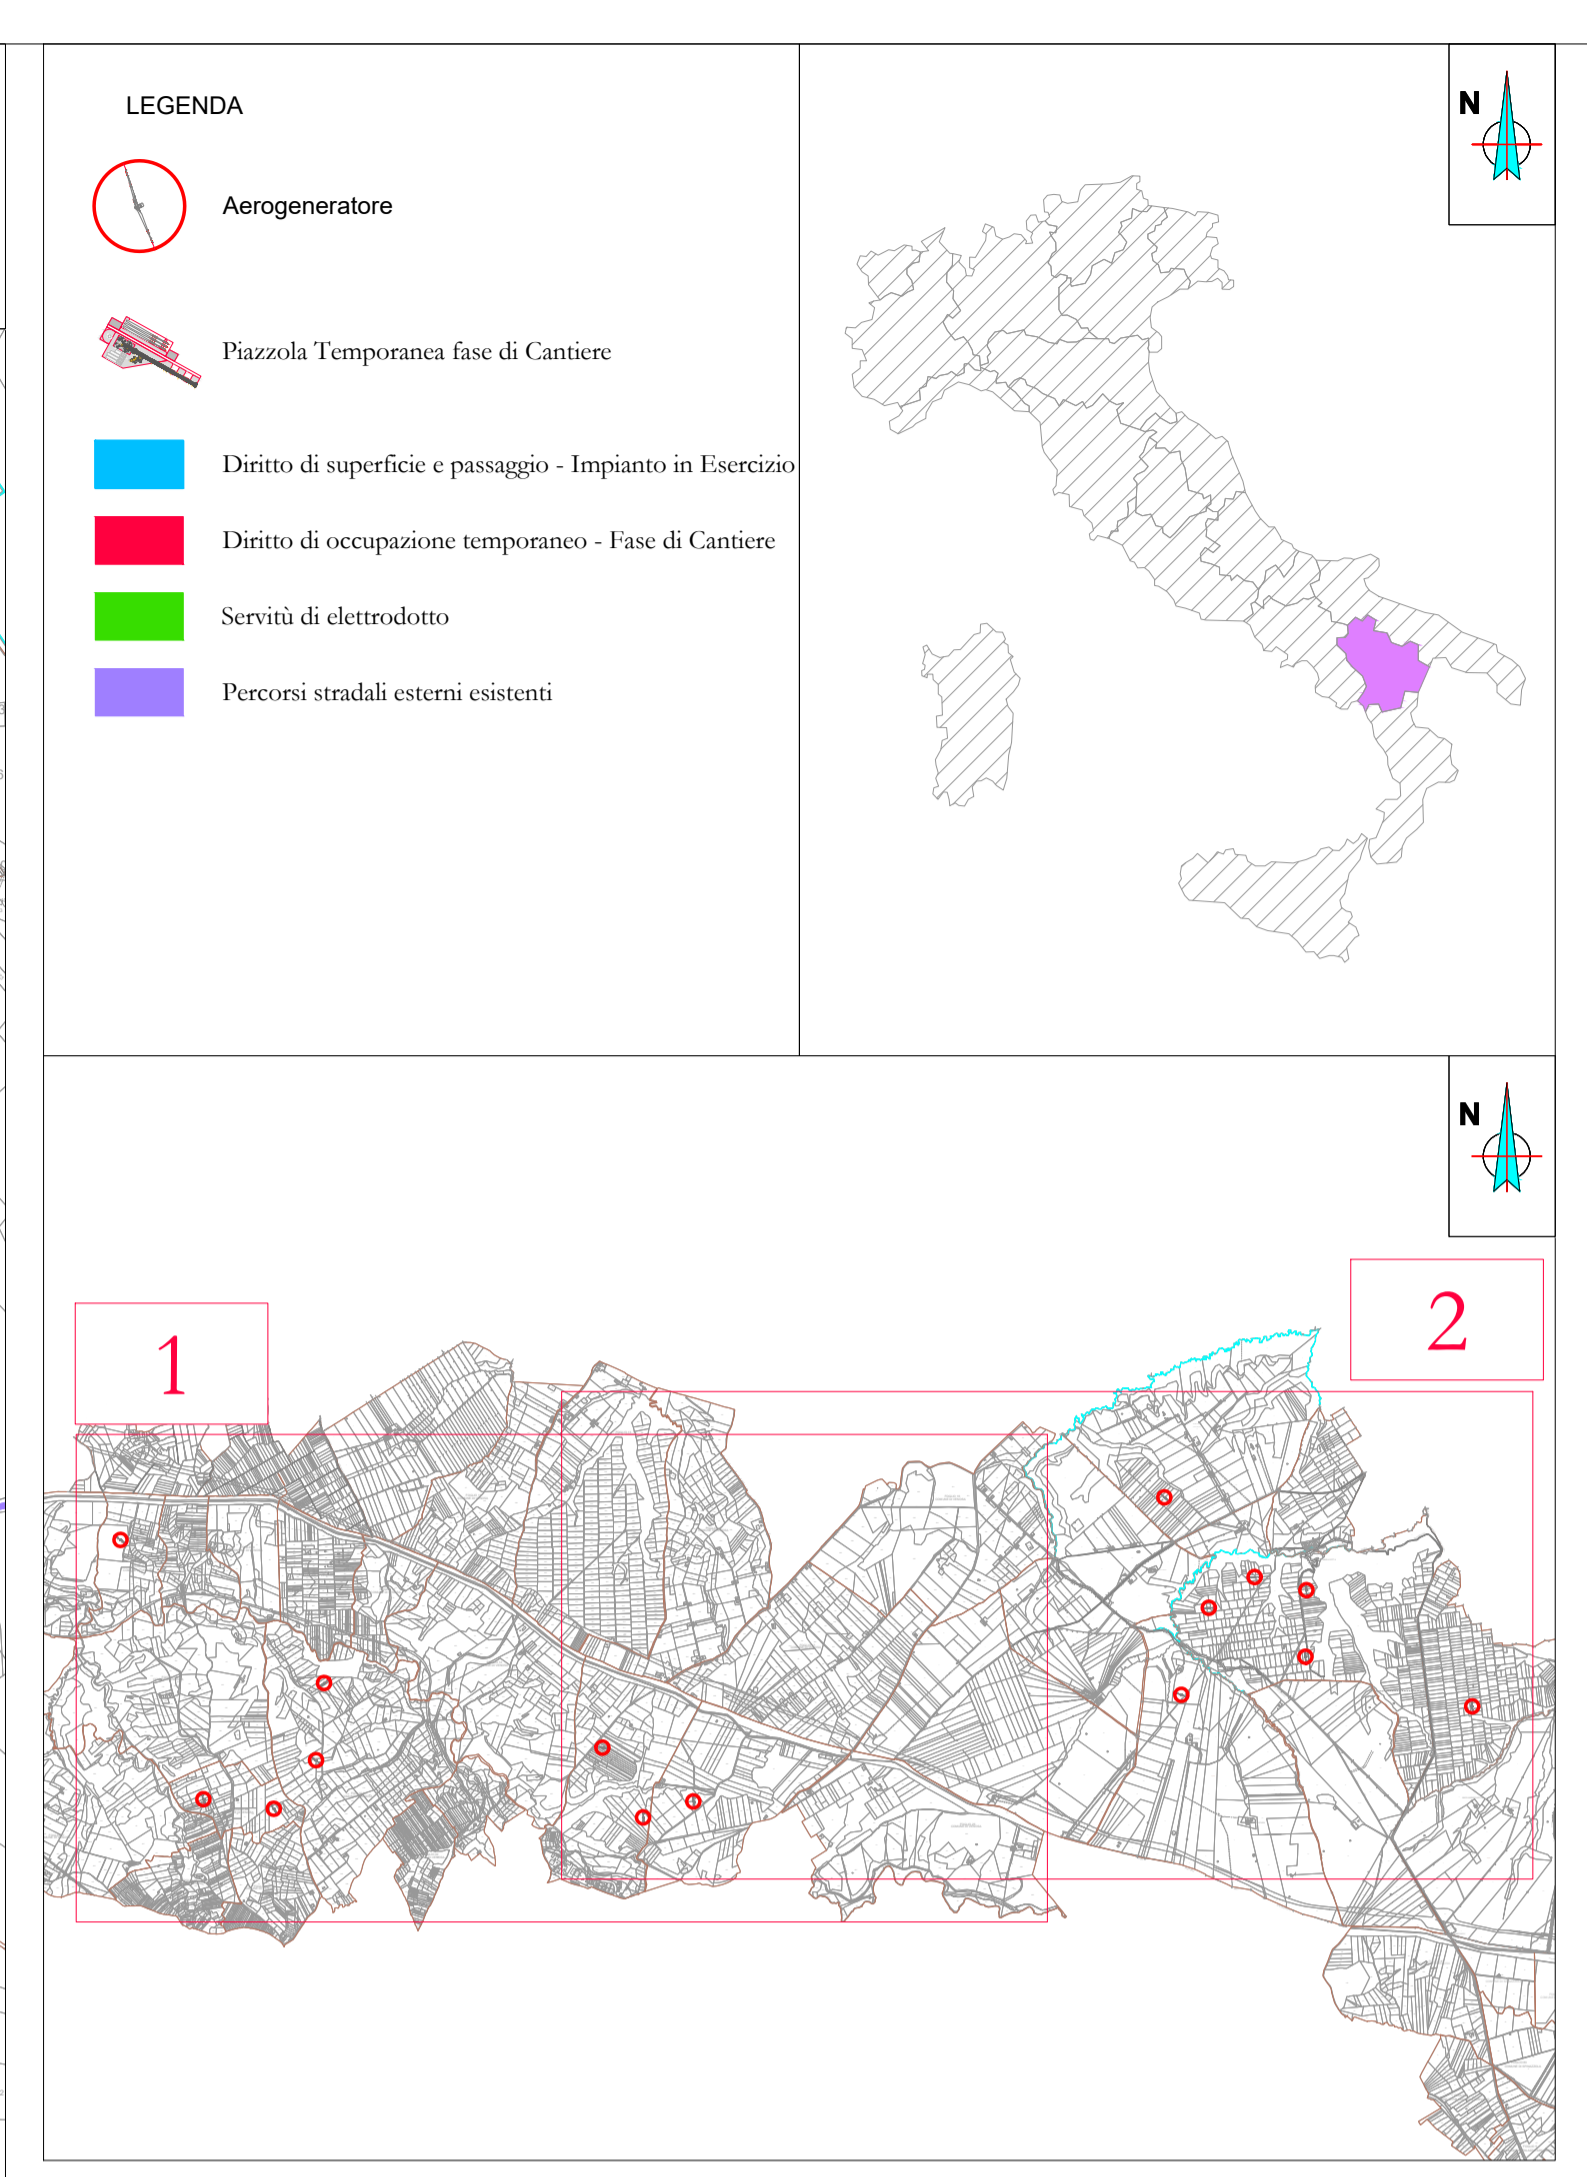 LEGENDA
N
Aerogeneratore
Piazzola Temporanea fase di Cantiere
Diritto di superficie e passaggio - Impianto in Esercizio
Diritto di occupazione temporaneo - Fase di Cantiere
Servitù di elettrodotto
Percorsi stradali esterni esistenti
N
1
2